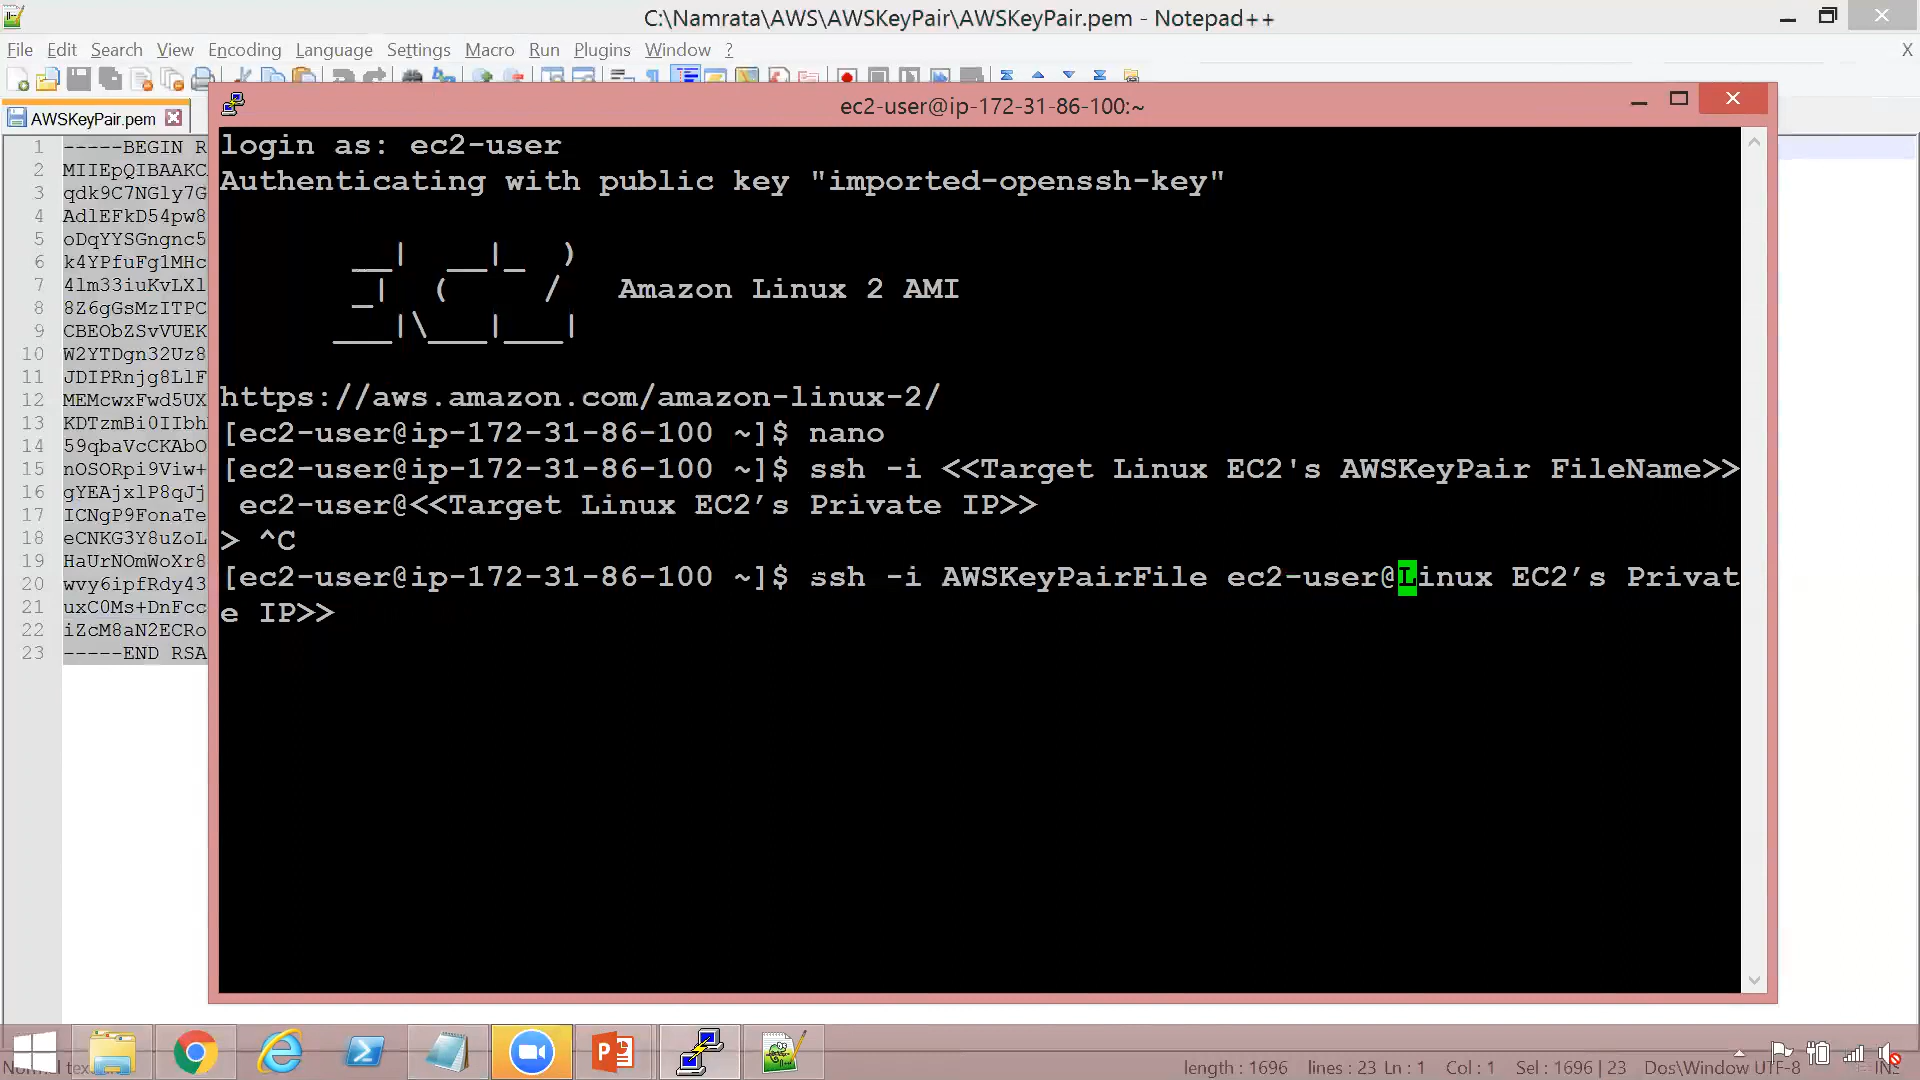 C:\Namrata\AWS\AWSKeyPair\AWSKeyPair.pem - Notepad++
File Edit Search View Encoding Language Settings Macro Run Plugins Window ? X
AWSKeyPair.pem
1 -----BEGIN R
2 MIIEpQIBAAKC
3 qdk9C7NGly7G
4 AdlEFkD54pw8
5 oDqYYSGngnc5
6 k4YPfuFg1MHc
7 4lm33iuKvLXl
8 8Z6gGsMzITPC
9 CBEObZSvVUEK
10 W2YTDgn32Uz8
11 JDIPRnjg8LlF
12 MEMcwxFwd5UX
13 KDTzmBi0IIbh
14 59qbaVcCKAbO
15 nOSORpi9Viw+
16 gYEAjxlP8qJj
17 ICNgP9FonaTe
18 eCNKG3Y8uZoL
19 HaUrNOmWoXr8
20 wvy6ipfRdy43
21 uxC0Ms+DnFcc
22 iZcM8aN2ECRo
23 -----END RSA
ec2-user@ip-172-31-86-100:~
login as: ec2-user
Authenticating with public key "imported-openssh-key"
__|  __|_  )
_|  (     /   Amazon Linux 2 AMI
___|\___|___|
https://aws.amazon.com/amazon-linux-2/
[ec2-user@ip-172-31-86-100 ~]$ nano
[ec2-user@ip-172-31-86-100 ~]$ ssh -i <<Target Linux EC2's AWSKeyPair FileName>>
ec2-user@<<Target Linux EC2’s Private IP>>
> ^C
[ec2-user@ip-172-31-86-100 ~]$ ssh -i AWSKeyPairFile ec2-user@Linux EC2’s Privat
e IP>>
length : 1696 lines : 23 Ln : 1 Col : 1 Sel : 1696 | 23 Dos\Window UTF-8 INS